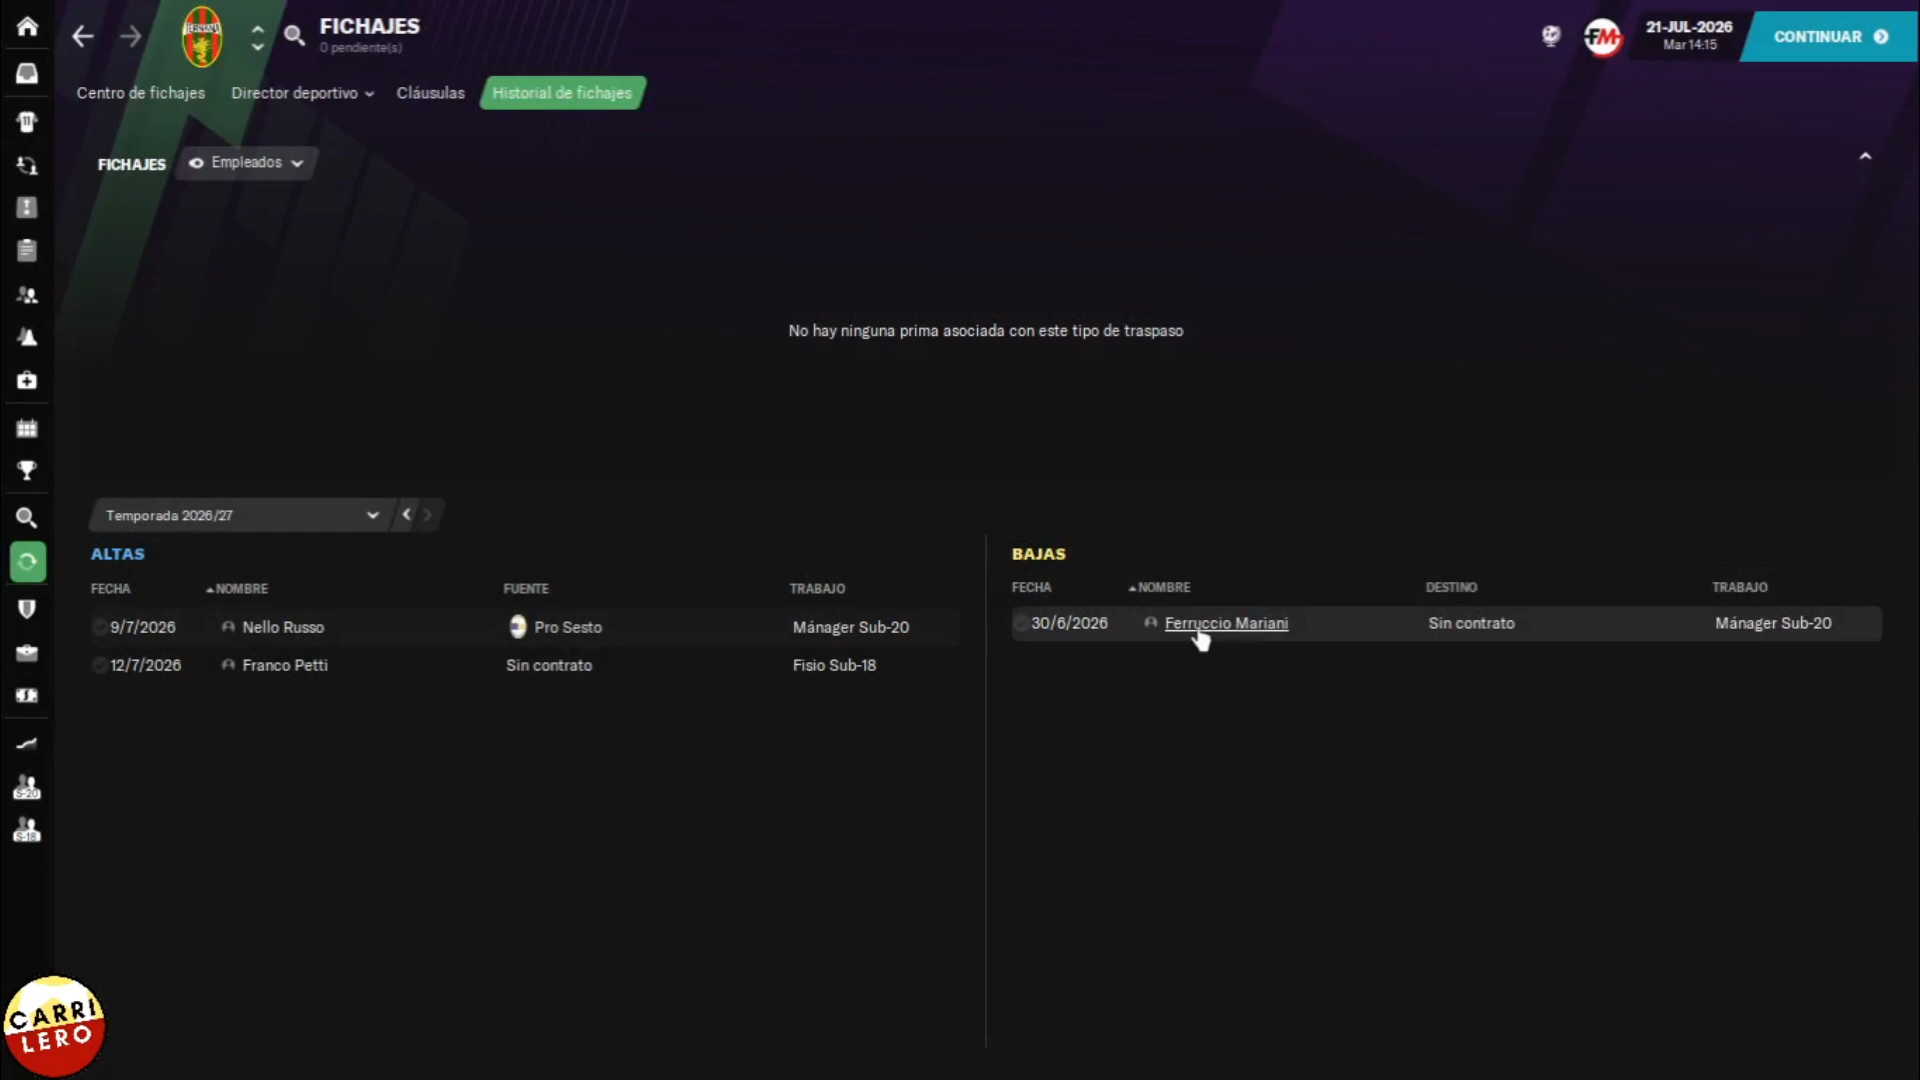 TERNANA
FICHAJES
0 pendiente(s)
FM
21-JUL-2026
Mar 14:15
CONTINUAR
Centro de fichajes
Director deportivo
Cláusulas
Historial de fichajes
FICHAJES
Empleados
No hay ninguna prima asociada con este tipo de traspaso
Temporada 2026/27
ALTAS
FECHA NOMBRE FUENTE TRABAJO
9/7/2026 Nello Russo Pro Sesto Mánager Sub-20
12/7/2026 Franco Petti Sin contrato Fisio Sub-18
BAJAS
FECHA NOMBRE DESTINO TRABAJO
30/6/2026 Ferruccio Mariani Sin contrato Mánager Sub-20
S-20
S-18
CARRI
LERO